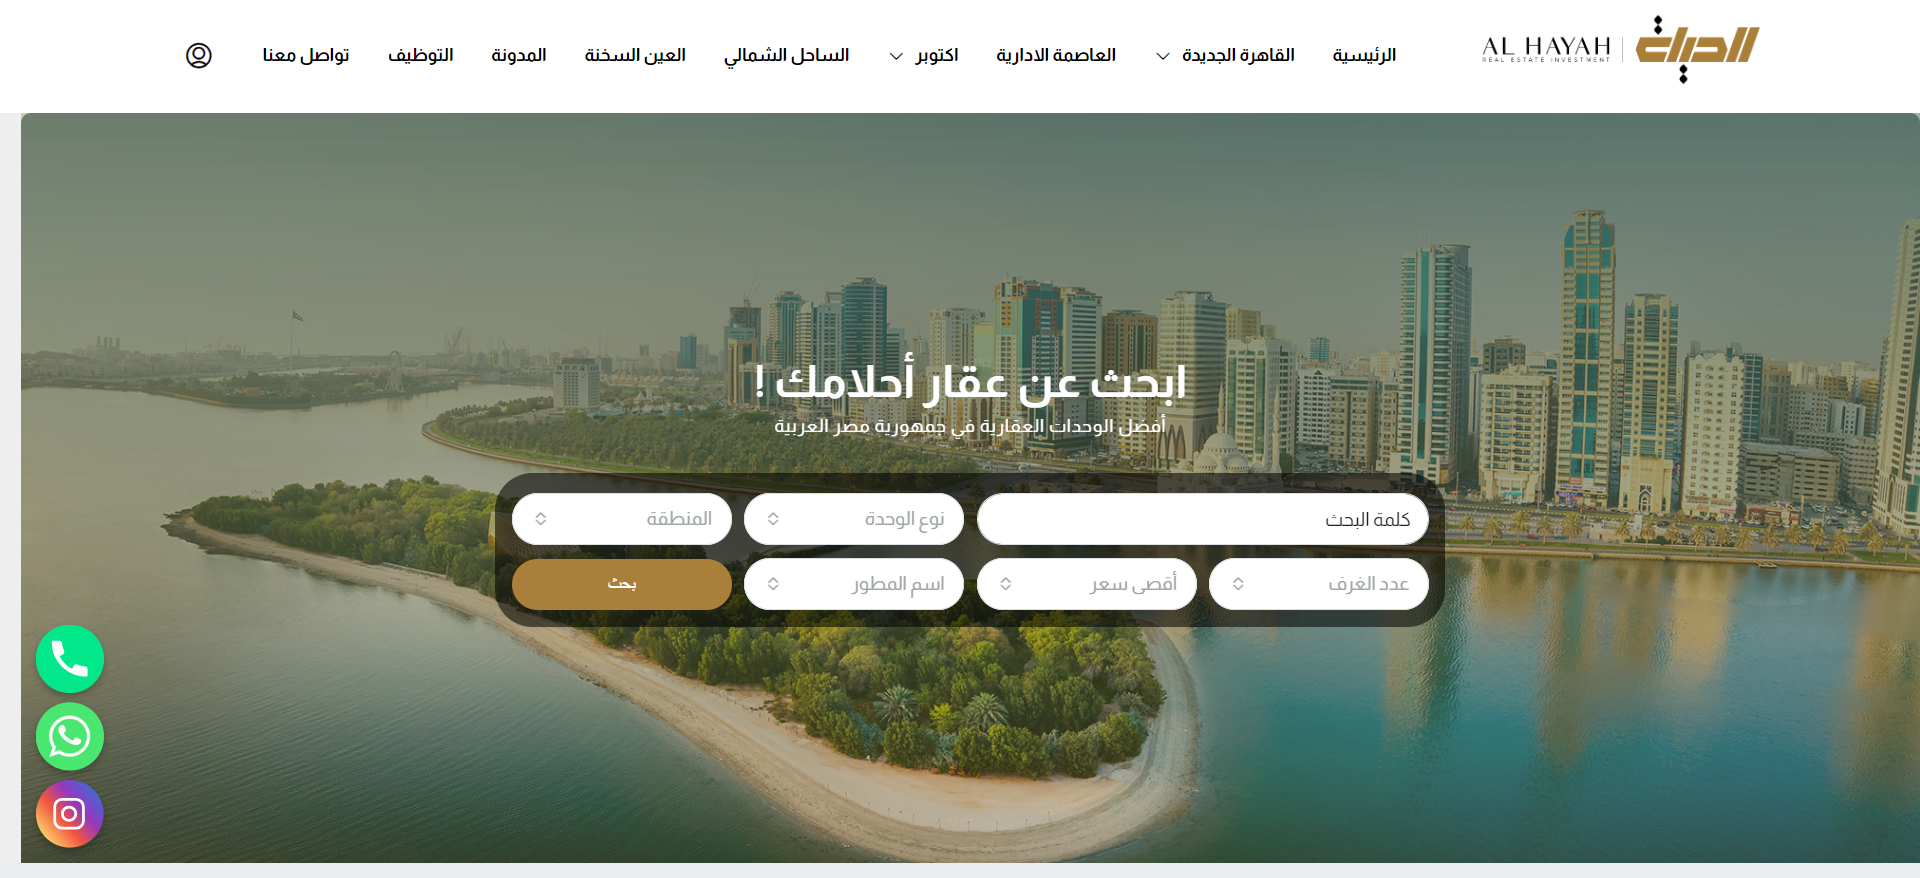 الحياة
AL HAYAH
REAL ESTATE INVESTMENT
الرئيسية
القاهرة الجديدة
العاصمة الادارية
اكتوبر
الساحل الشمالي
العين السخنة
المدونة
التوظيف
تواصل معنا
ابحث عن عقار أحلامك !
أفضل الوحدات العقارية في جمهورية مصر العربية
كلمة البحث
نوع الوحدة
المنطقة
عدد الغرف
أقصى سعر
اسم المطور
بحث